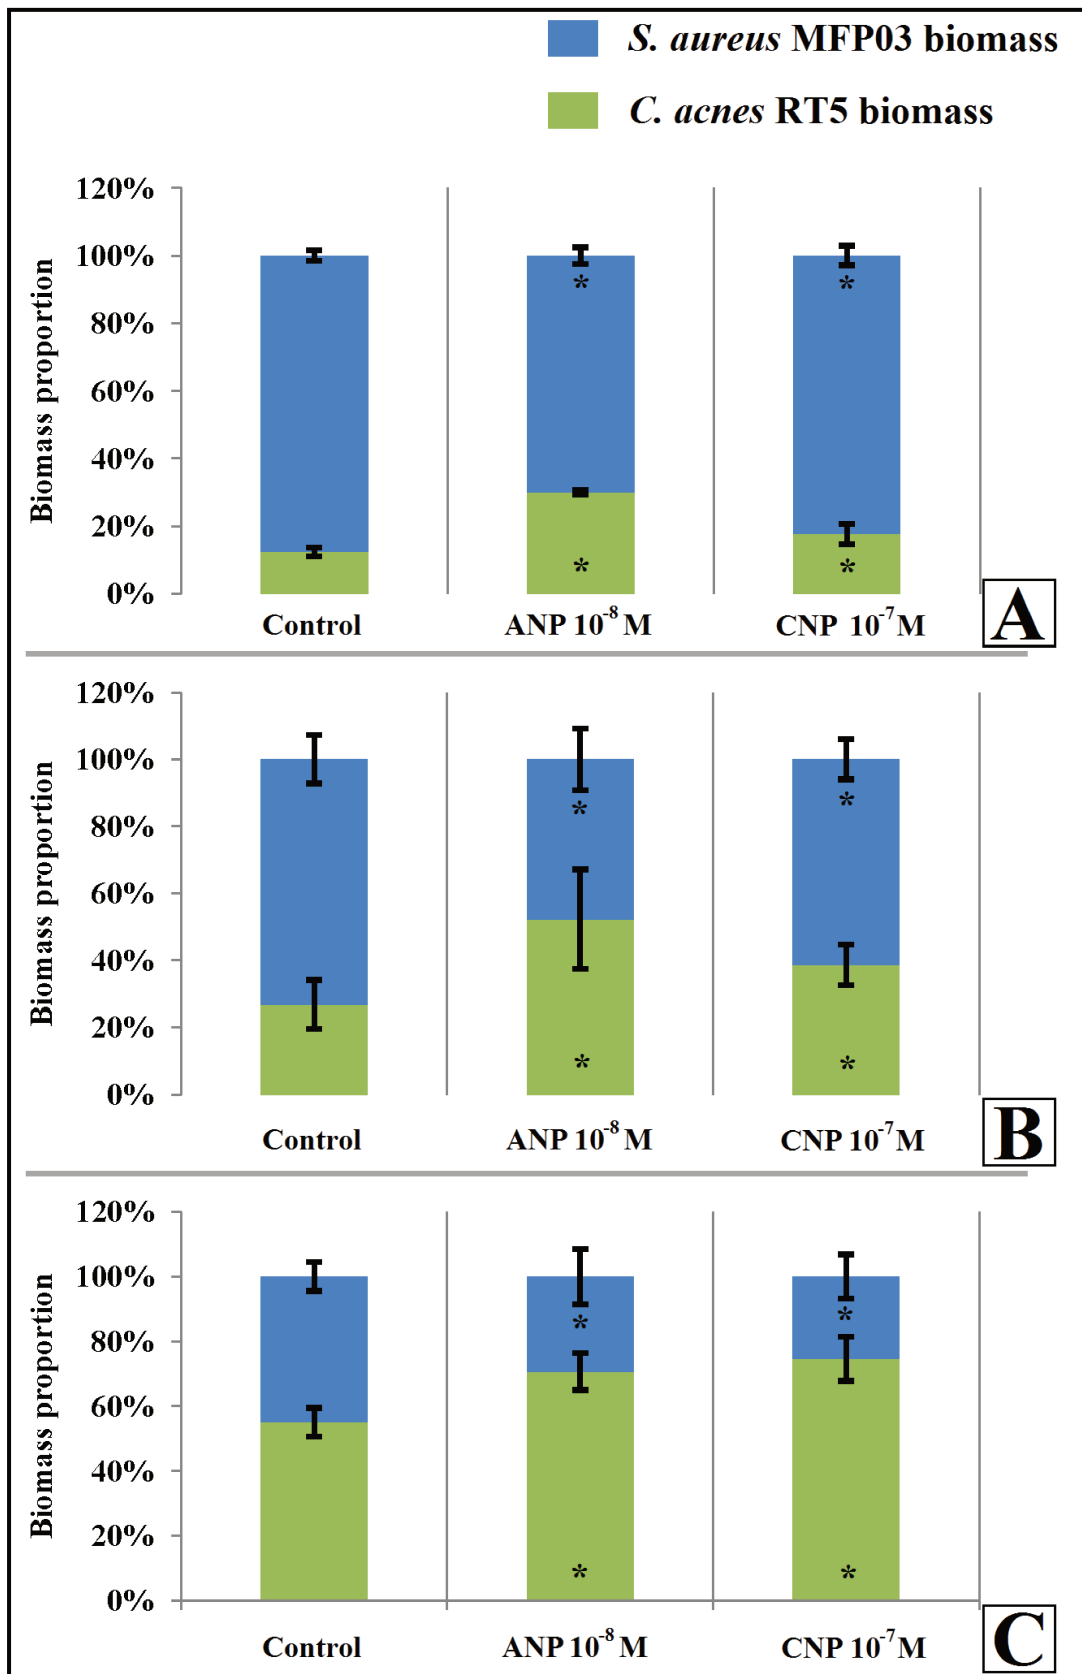 S. aureus MFP03 biomass
C. acnes RT5 biomass
Biomass proportion
120%
100%
80%
60%
40%
20%
0%
* *
* *
Control ANP 10⁻⁸ M CNP 10⁻⁷ M
A
Biomass proportion
120%
100%
80%
60%
40%
20%
0%
* *
* *
Control ANP 10⁻⁸ M CNP 10⁻⁷ M
B
Biomass proportion
120%
100%
80%
60%
40%
20%
0%
* *
* *
Control ANP 10⁻⁸ M CNP 10⁻⁷ M
C